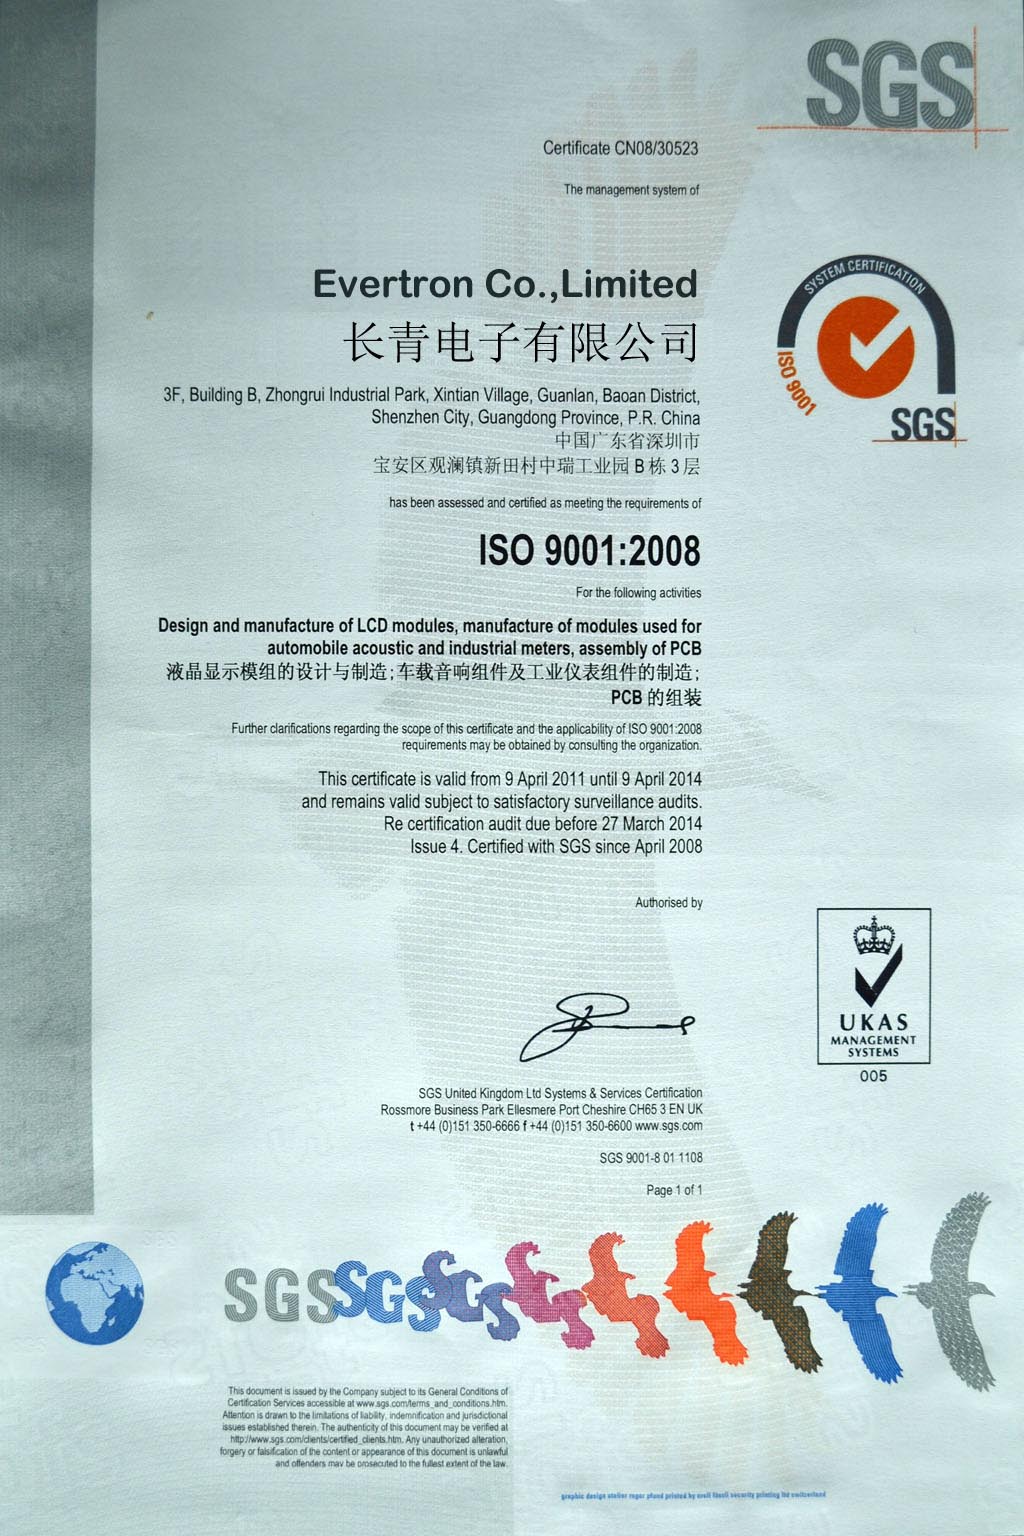 SGS
Certificate CN08/30523
The management system of
Evertron Co.,Limited
长青电子有限公司
SYSTEM CERTIFICATION
ISO 9001
SGS
3F, Building B, Zhongrui Industrial Park, Xintian Village, Guanlan, Baoan District,
Shenzhen City, Guangdong Province, P.R. China
中国广东省深圳市
宝安区观澜镇新田村中瑞工业园 B 栋 3 层
has been assessed and certified as meeting the requirements of
ISO 9001:2008
For the following activities
Design and manufacture of LCD modules, manufacture of modules used for
automobile acoustic and industrial meters, assembly of PCB
液晶显示模组的设计与制造;车载音响组件及工业仪表组件的制造;
PCB 的组装
Further clarifications regarding the scope of this certificate and the applicability of ISO 9001:2008
requirements may be obtained by consulting the organization.
This certificate is valid from 9 April 2011 until 9 April 2014
and remains valid subject to satisfactory surveillance audits.
Re certification audit due before 27 March 2014
Issue 4. Certified with SGS since April 2008
Authorised by
UKAS
MANAGEMENT
SYSTEMS
005
SGS United Kingdom Ltd Systems & Services Certification
Rossmore Business Park Ellesmere Port Cheshire CH65 3 EN UK
t +44 (0)151 350-6666 f +44 (0)151 350-6600 www.sgs.com
SGS 9001-8 01 1108
Page 1 of 1
SGS SGS SGS
This document is issued by the Company subject to its General Conditions of
Certification Services accessible at www.sgs.com/terms_and_conditions.htm.
Attention is drawn to the limitations of liability, indemnification and jurisdictional
issues established therein. The authenticity of this document may be verified at
http://www.sgs.com/clients/certified_clients.htm. Any unauthorized alteration,
forgery or falsification of the content or appearance of this document is unlawful
and offenders may be prosecuted to the fullest extent of the law.
graphic design atelier roger pfund printed by orell füssli security printing ltd switzerland